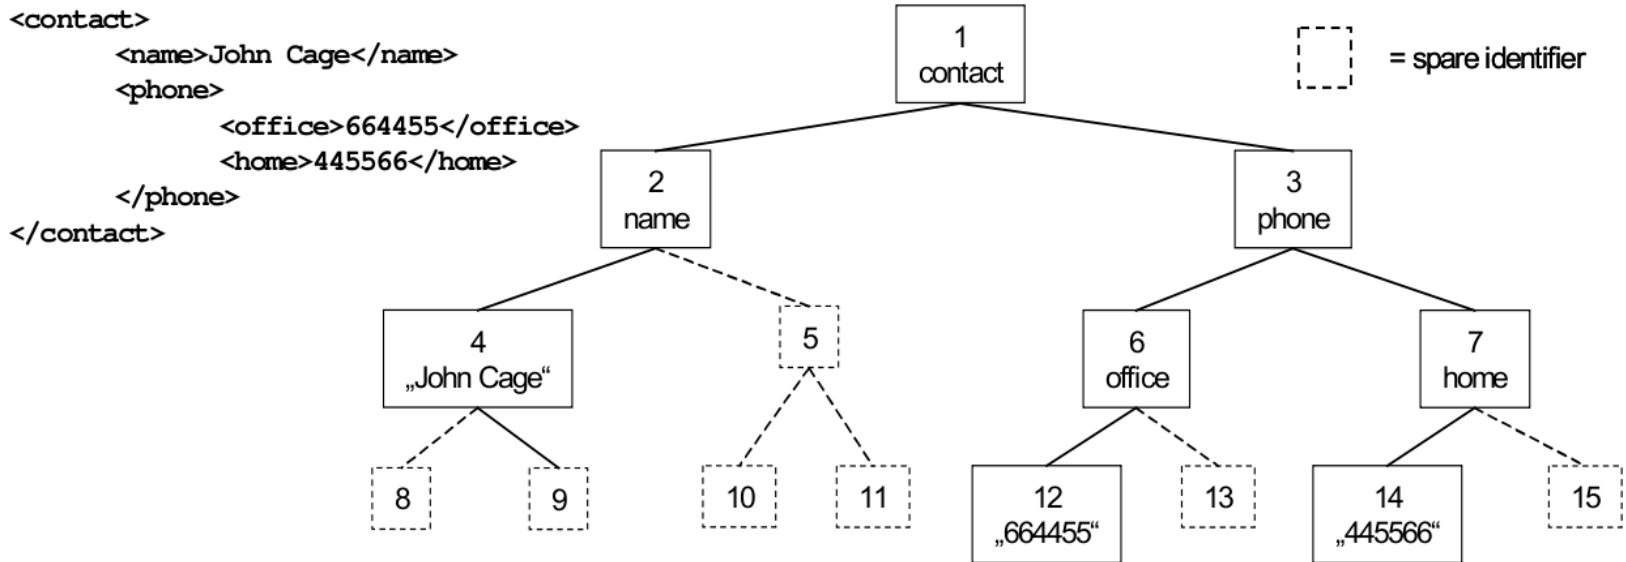 <contact>
<name>John Cage</name>
<phone>
<office>664455</office>
<home>445566</home>
</phone>
</contact>
1
contact
= spare identifier
2
name
3
phone
4
„John Cage“
5
6
office
7
home
8
9
10
11
12
„664455“
13
14
„445566“
15